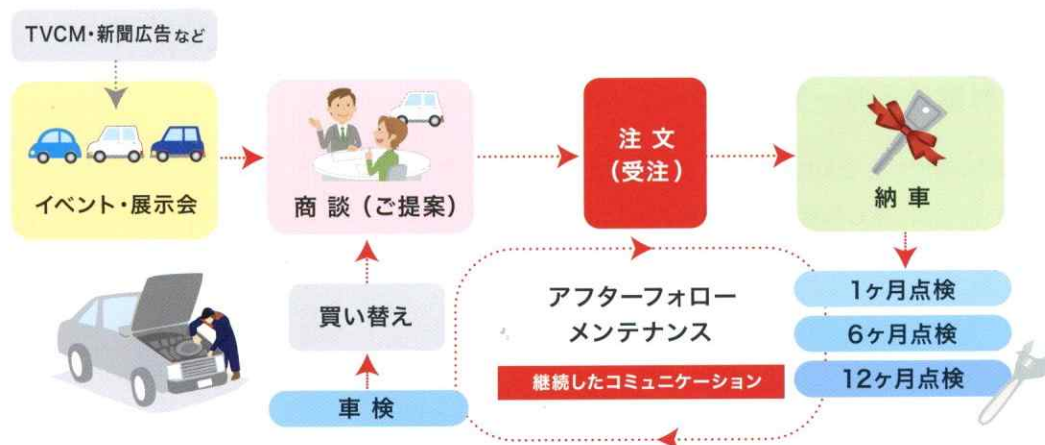 TVCM・新聞広告など
イベント・展示会
商 談（ご提案）
注 文
（受注）
納 車
1ヶ月点検
6ヶ月点検
12ヶ月点検
アフターフォロー
メンテナンス
継続したコミュニケーション
車 検
買い替え